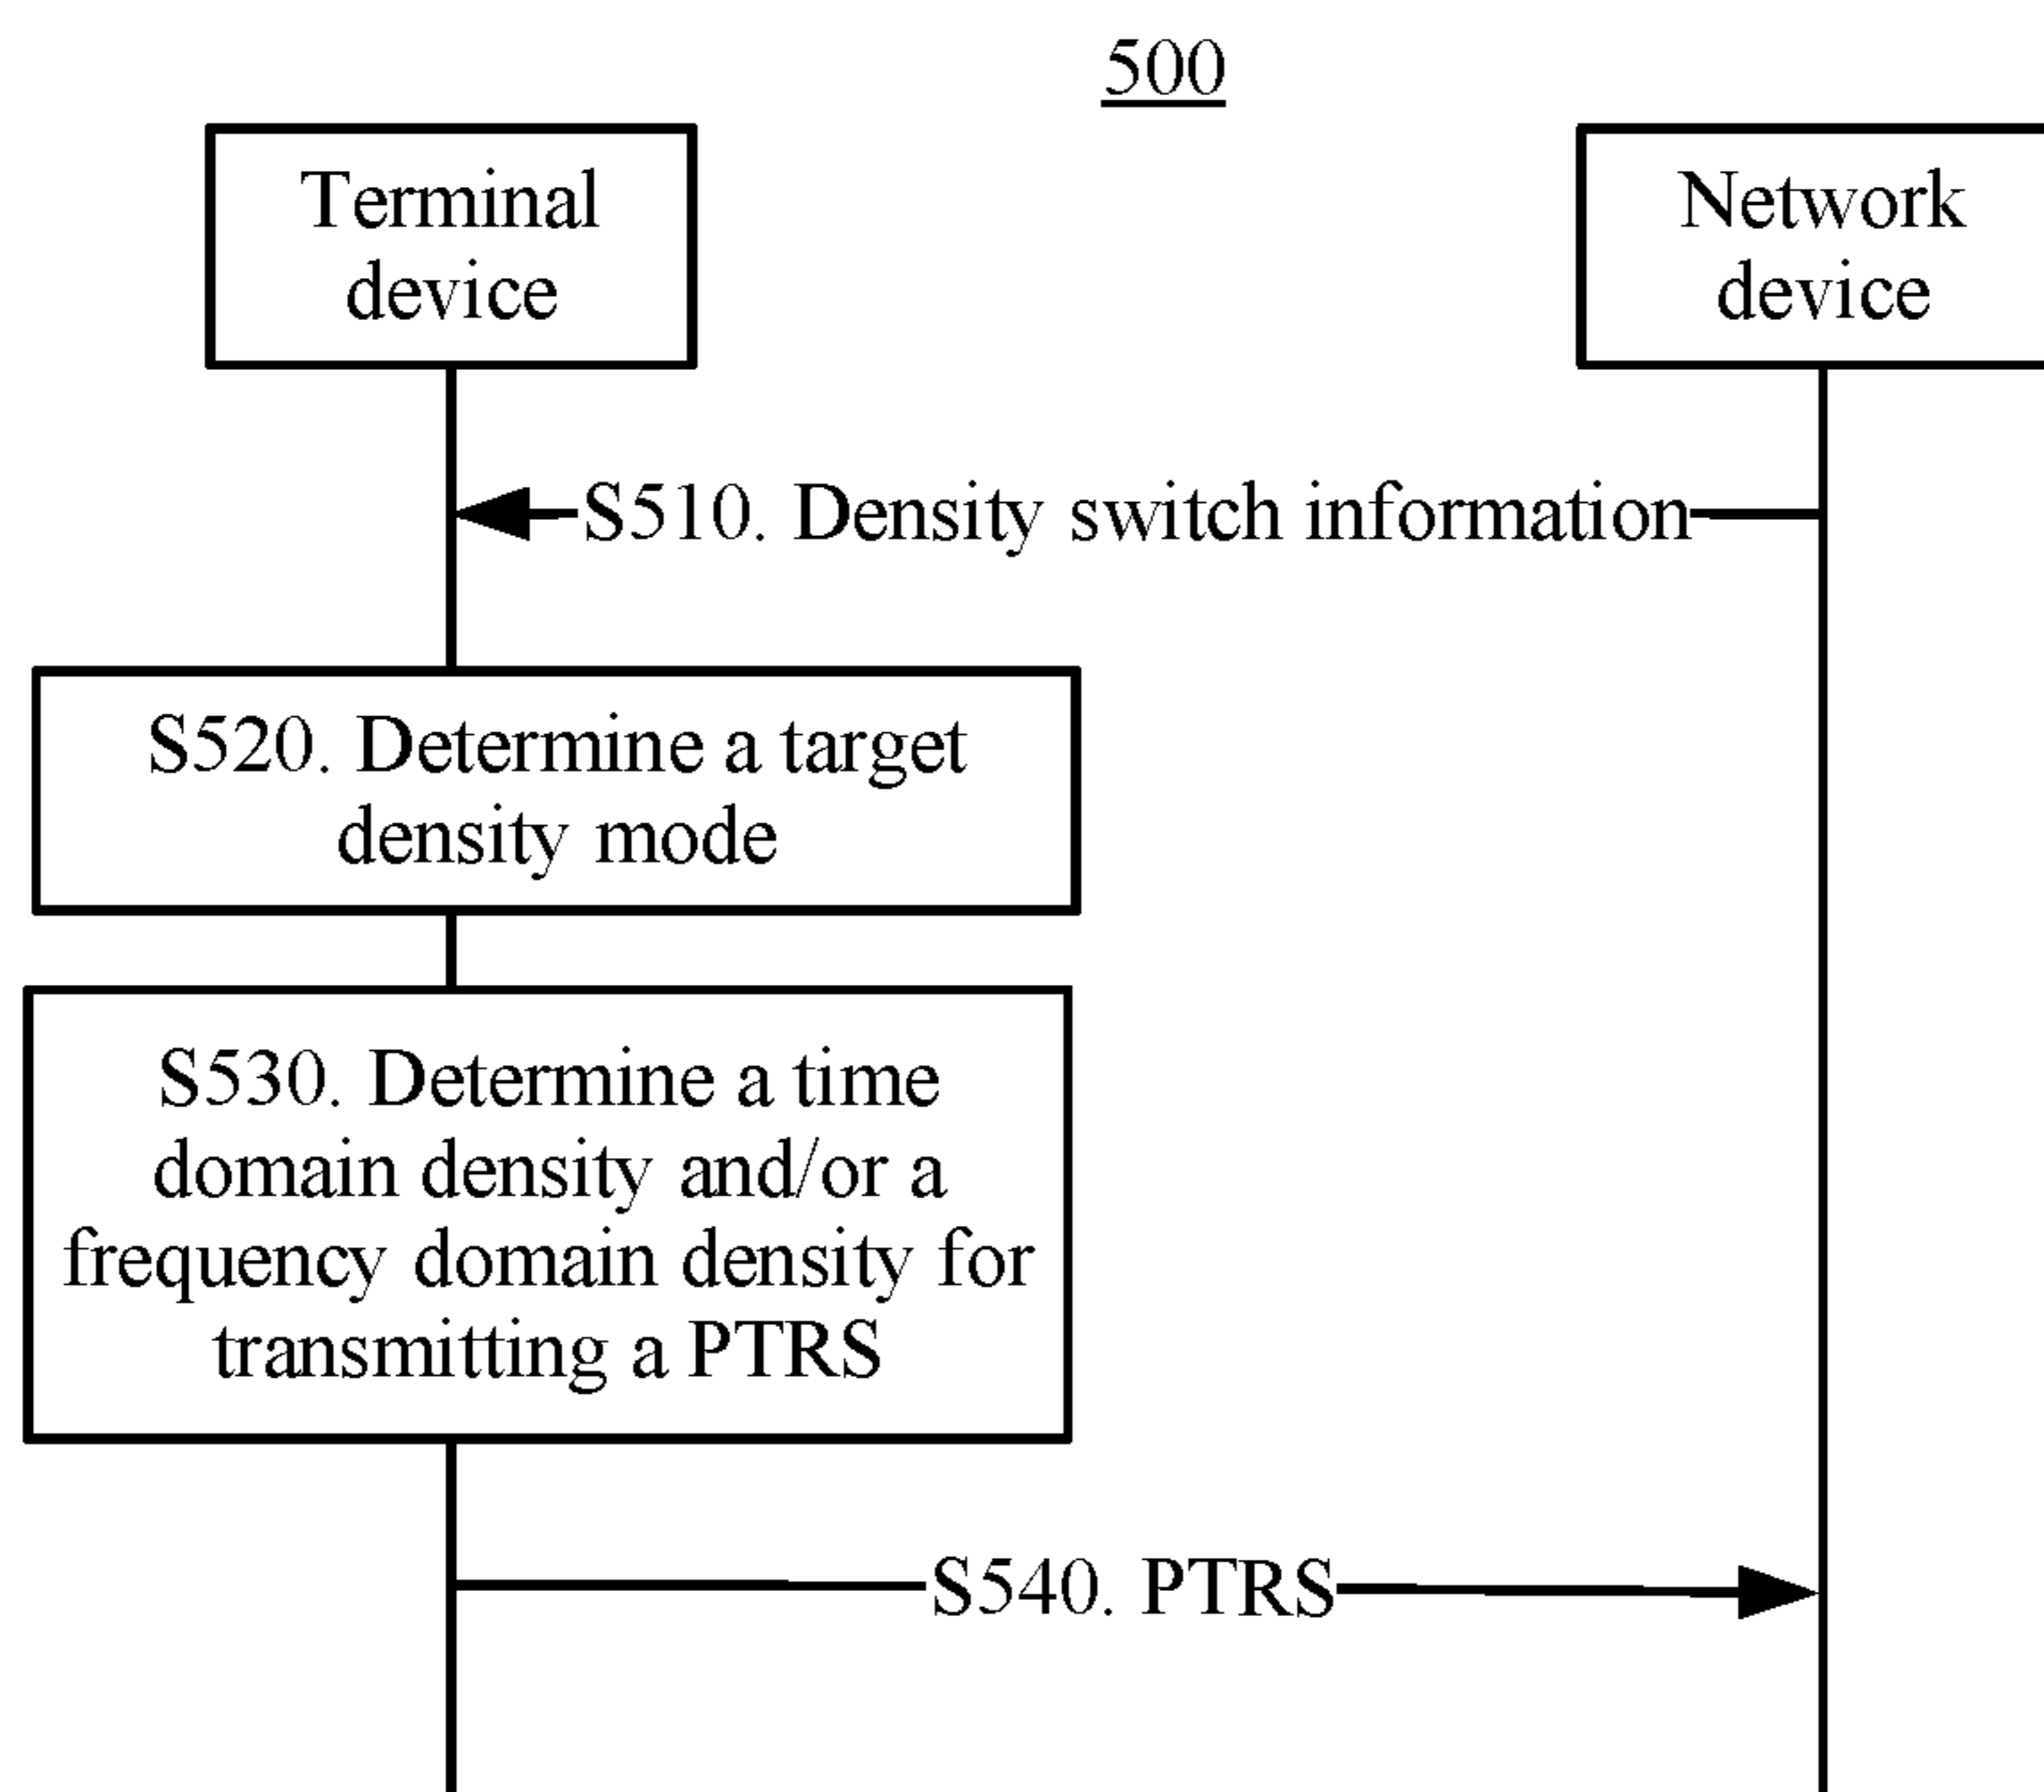 500
Terminal
device
Network
device
S510. Density switch information
S520. Determine a target
density mode
S530. Determine a time
domain density and/or a
frequency domain density for
transmitting a PTRS
S540. PTRS